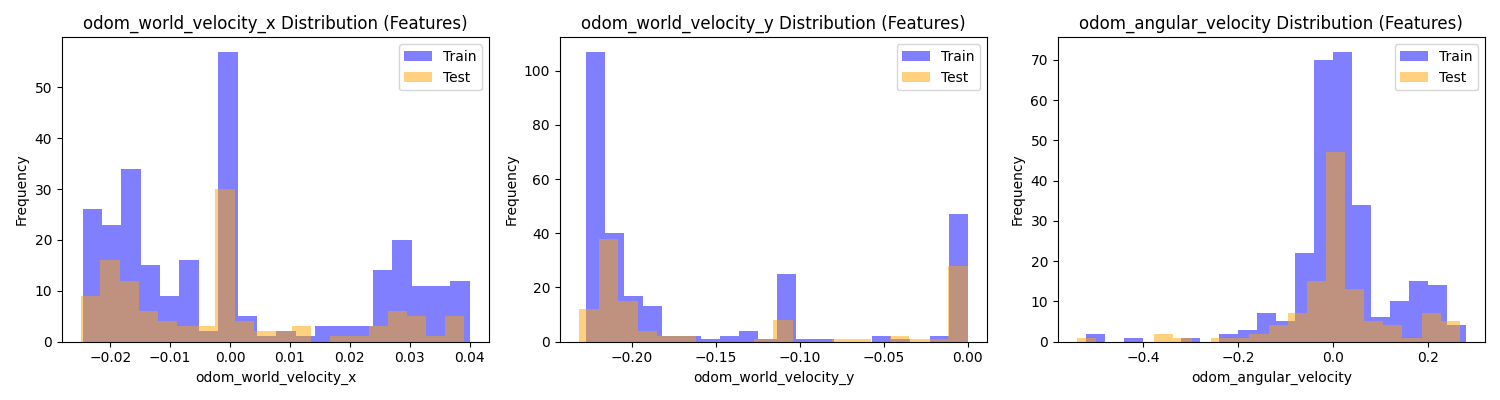 odom_world_velocity_x Distribution (Features)
Train
Test
50
40
30
20
10
0
Frequency
−0.02 −0.01 0.00 0.01 0.02 0.03 0.04
odom_world_velocity_x
odom_world_velocity_y Distribution (Features)
Train
Test
100
80
60
40
20
0
Frequency
−0.20 −0.15 −0.10 −0.05 0.00
odom_world_velocity_y
odom_angular_velocity Distribution (Features)
Train
Test
70
60
50
40
30
20
10
0
Frequency
−0.4 −0.2 0.0 0.2
odom_angular_velocity